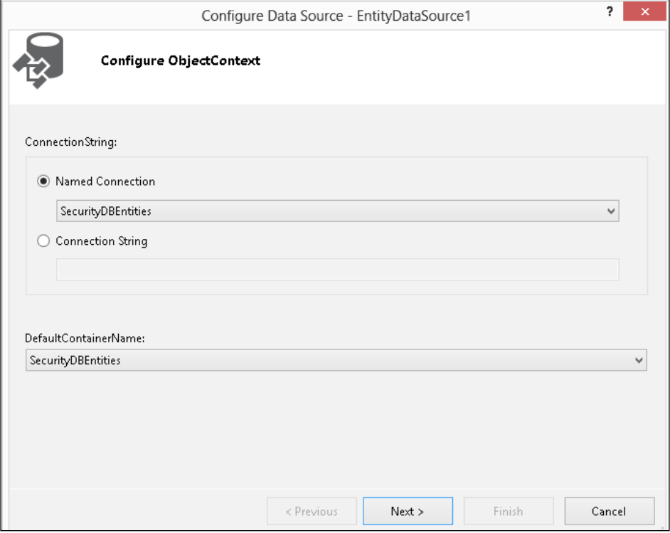 Configure Data Source - EntityDataSource1
?
×
Configure ObjectContext
ConnectionString:
Named Connection
SecurityDBEntities
Connection String
DefaultContainerName:
SecurityDBEntities
< Previous
Next >
Finish
Cancel